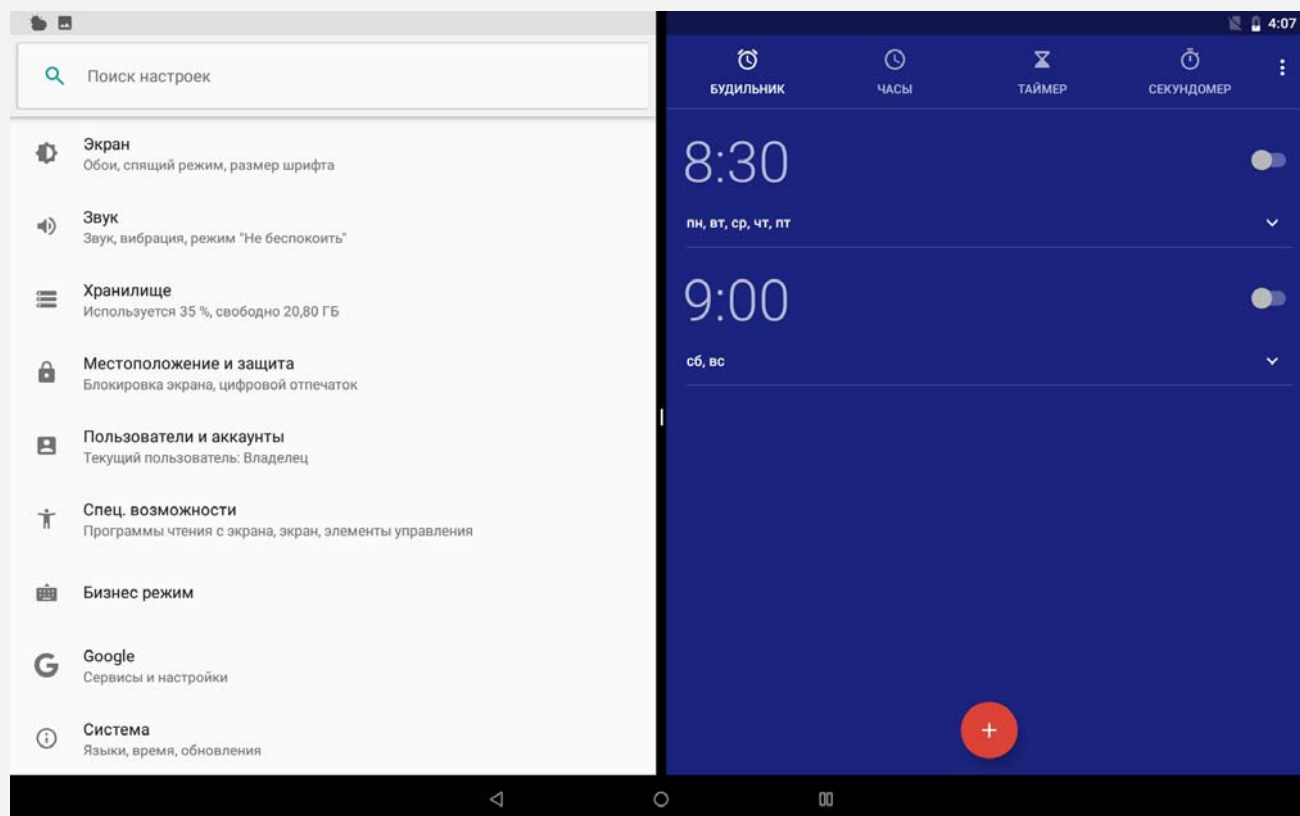 4:07
Поиск настроек
Экран
Обои, спящий режим, размер шрифта
Звук
Звук, вибрация, режим "Не беспокоить"
Хранилище
Используется 35 %, свободно 20,80 ГБ
Местоположение и защита
Блокировка экрана, цифровой отпечаток
Пользователи и аккаунты
Текущий пользователь: Владелец
Спец. возможности
Программы чтения с экрана, экран, элементы управления
Бизнес режим
Google
Сервисы и настройки
Система
Языки, время, обновления
БУДИЛЬНИК ЧАСЫ ТАЙМЕР СЕКУНДОМЕР
8:30
пн, вт, ср, чт, пт
9:00
сб, вс